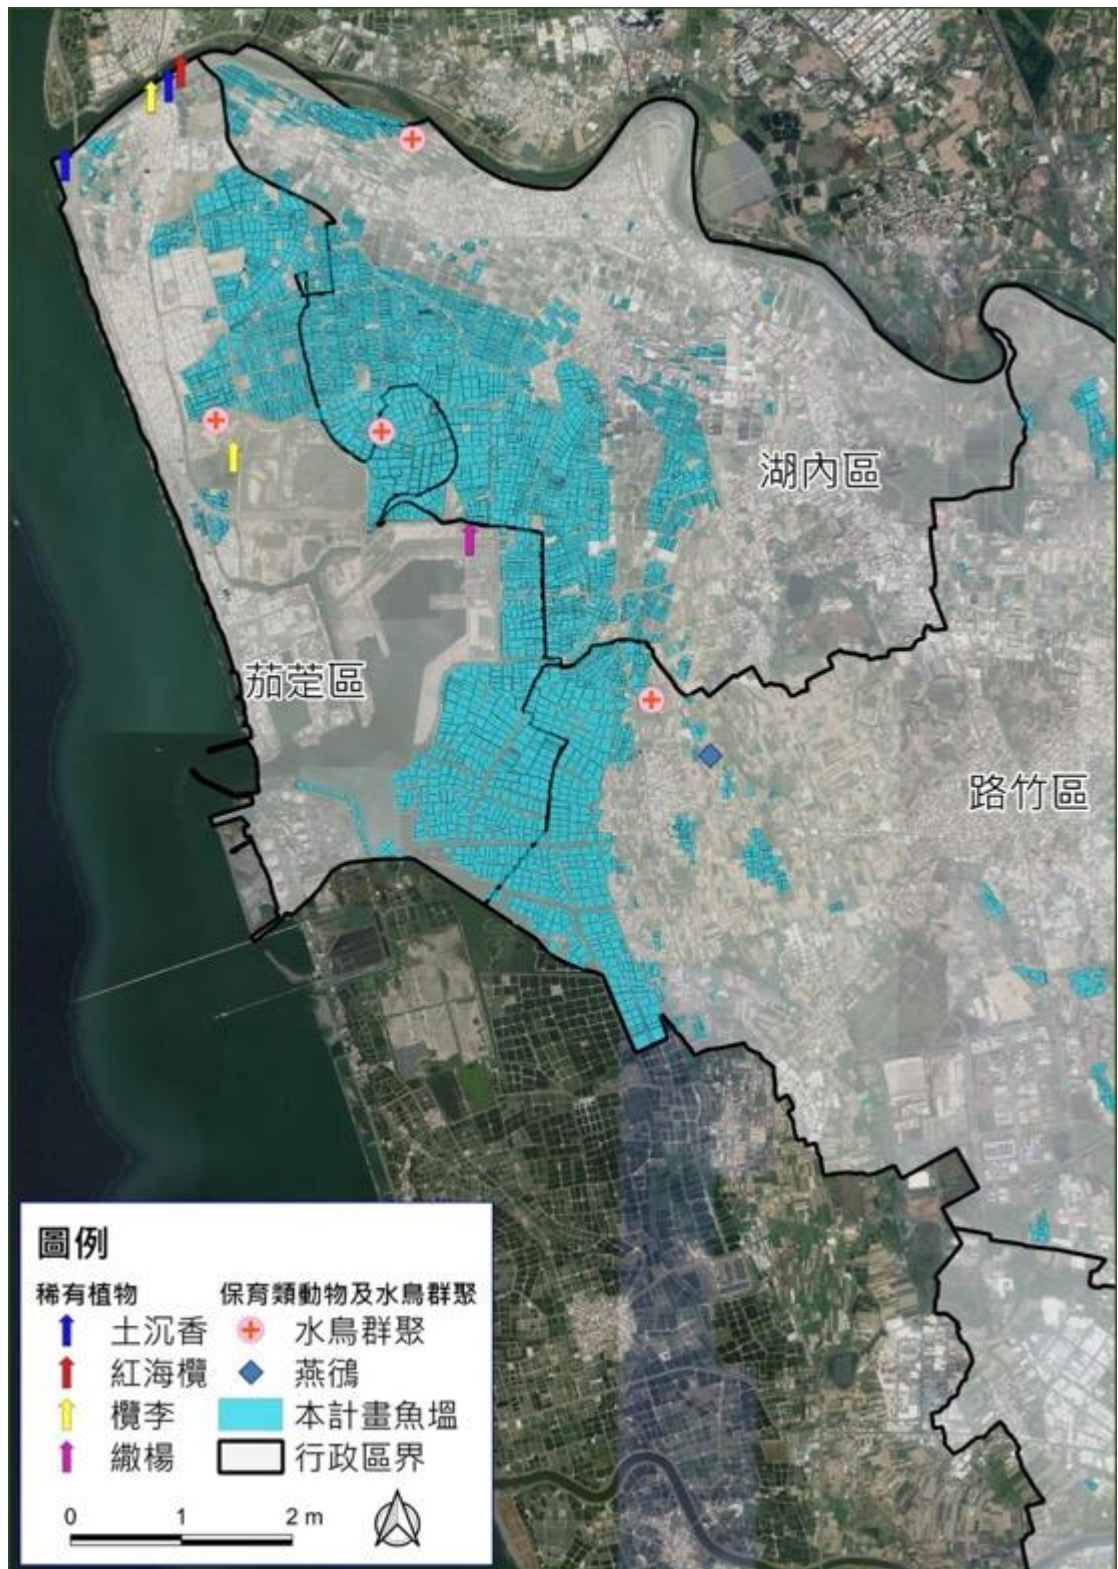 湖內區
茄萣區
路竹區
圖例
稀有植物 保育類動物及水鳥群聚
土沉香 水鳥群聚
紅海欖 燕鴴
欖李 本計畫魚塭
繖楊 行政區界
0 1 2 m